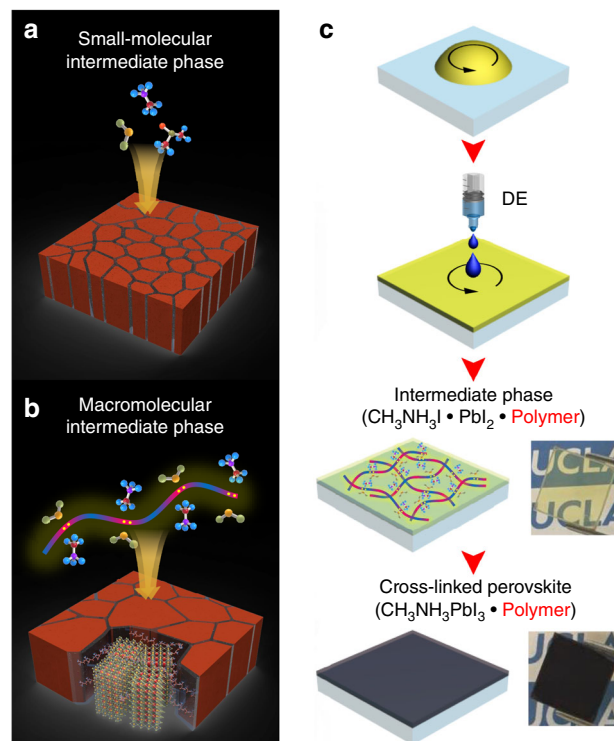 a
Small-molecular
intermediate phase
b
Macromolecular
intermediate phase
c
DE
Intermediate phase
(CH₃NH₃I • PbI₂ • Polymer)
UCLA
UCLA
Cross-linked perovskite
(CH₃NH₃PbI₃ • Polymer)
UCLA